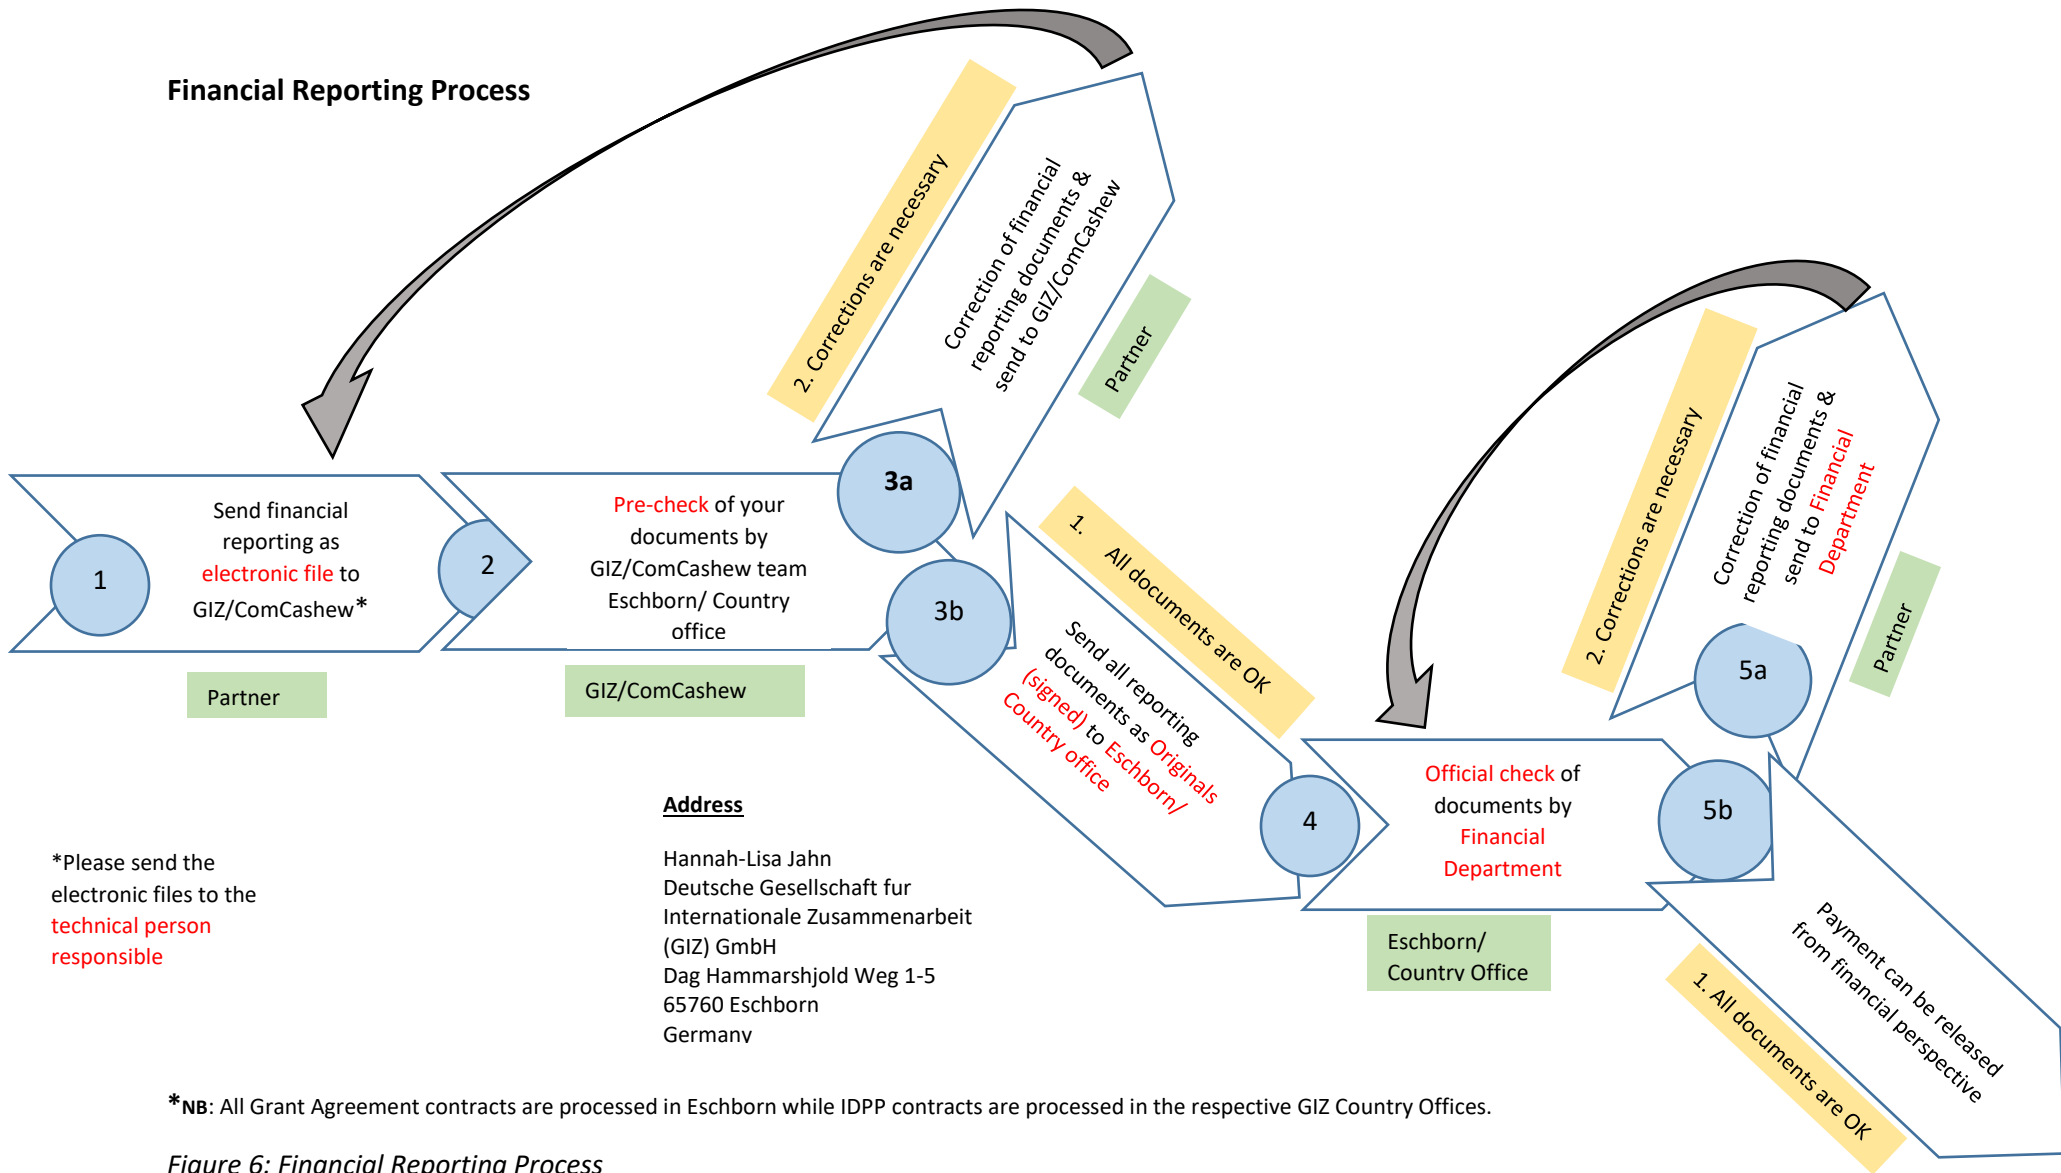 Financial Reporting Process
1
Send financial
reporting as
electronic file to
GIZ/ComCashew*
Partner
2
Pre-check of your
documents by
GIZ/ComCashew team
Eschborn/ Country
office
GIZ/ComCashew
3a
2. Corrections are necessary
Correction of financial
reporting documents &
send to GIZ/ComCashew
Partner
3b
1. All documents are OK
Send all reporting
documents as Originals
(signed) to Eschborn/
Country office
4
Official check of
documents by
Financial
Department
Eschborn/
Country Office
5a
2. Corrections are necessary
Correction of financial
reporting documents &
send to Financial
Department
Partner
5b
Payment can be released
from financial perspective
1. All documents are OK
*Please send the
electronic files to the
technical person
responsible
Address
Hannah-Lisa Jahn
Deutsche Gesellschaft fur
Internationale Zusammenarbeit
(GIZ) GmbH
Dag Hammarshjold Weg 1-5
65760 Eschborn
Germany
*NB: All Grant Agreement contracts are processed in Eschborn while IDPP contracts are processed in the respective GIZ Country Offices.
Figure 6: Financial Reporting Process